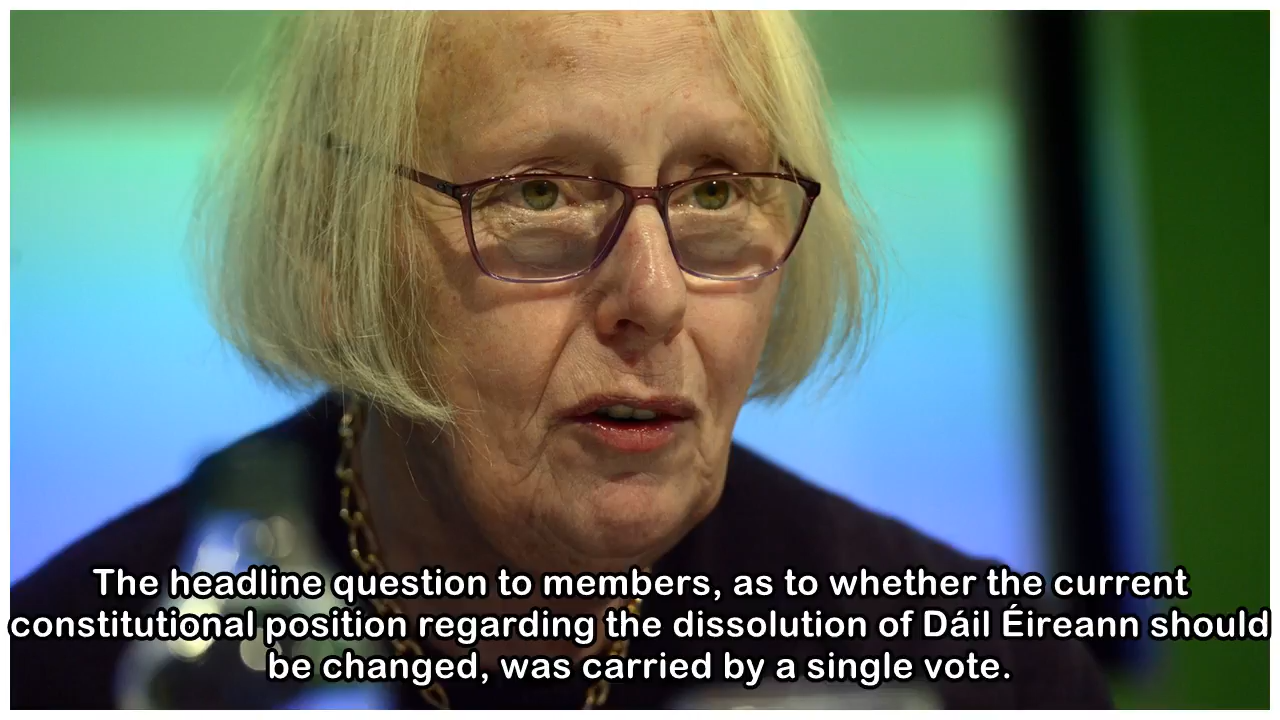 The headline question to members, as to whether the current
constitutional position regarding the dissolution of Dáil Éireann should
be changed, was carried by a single vote.